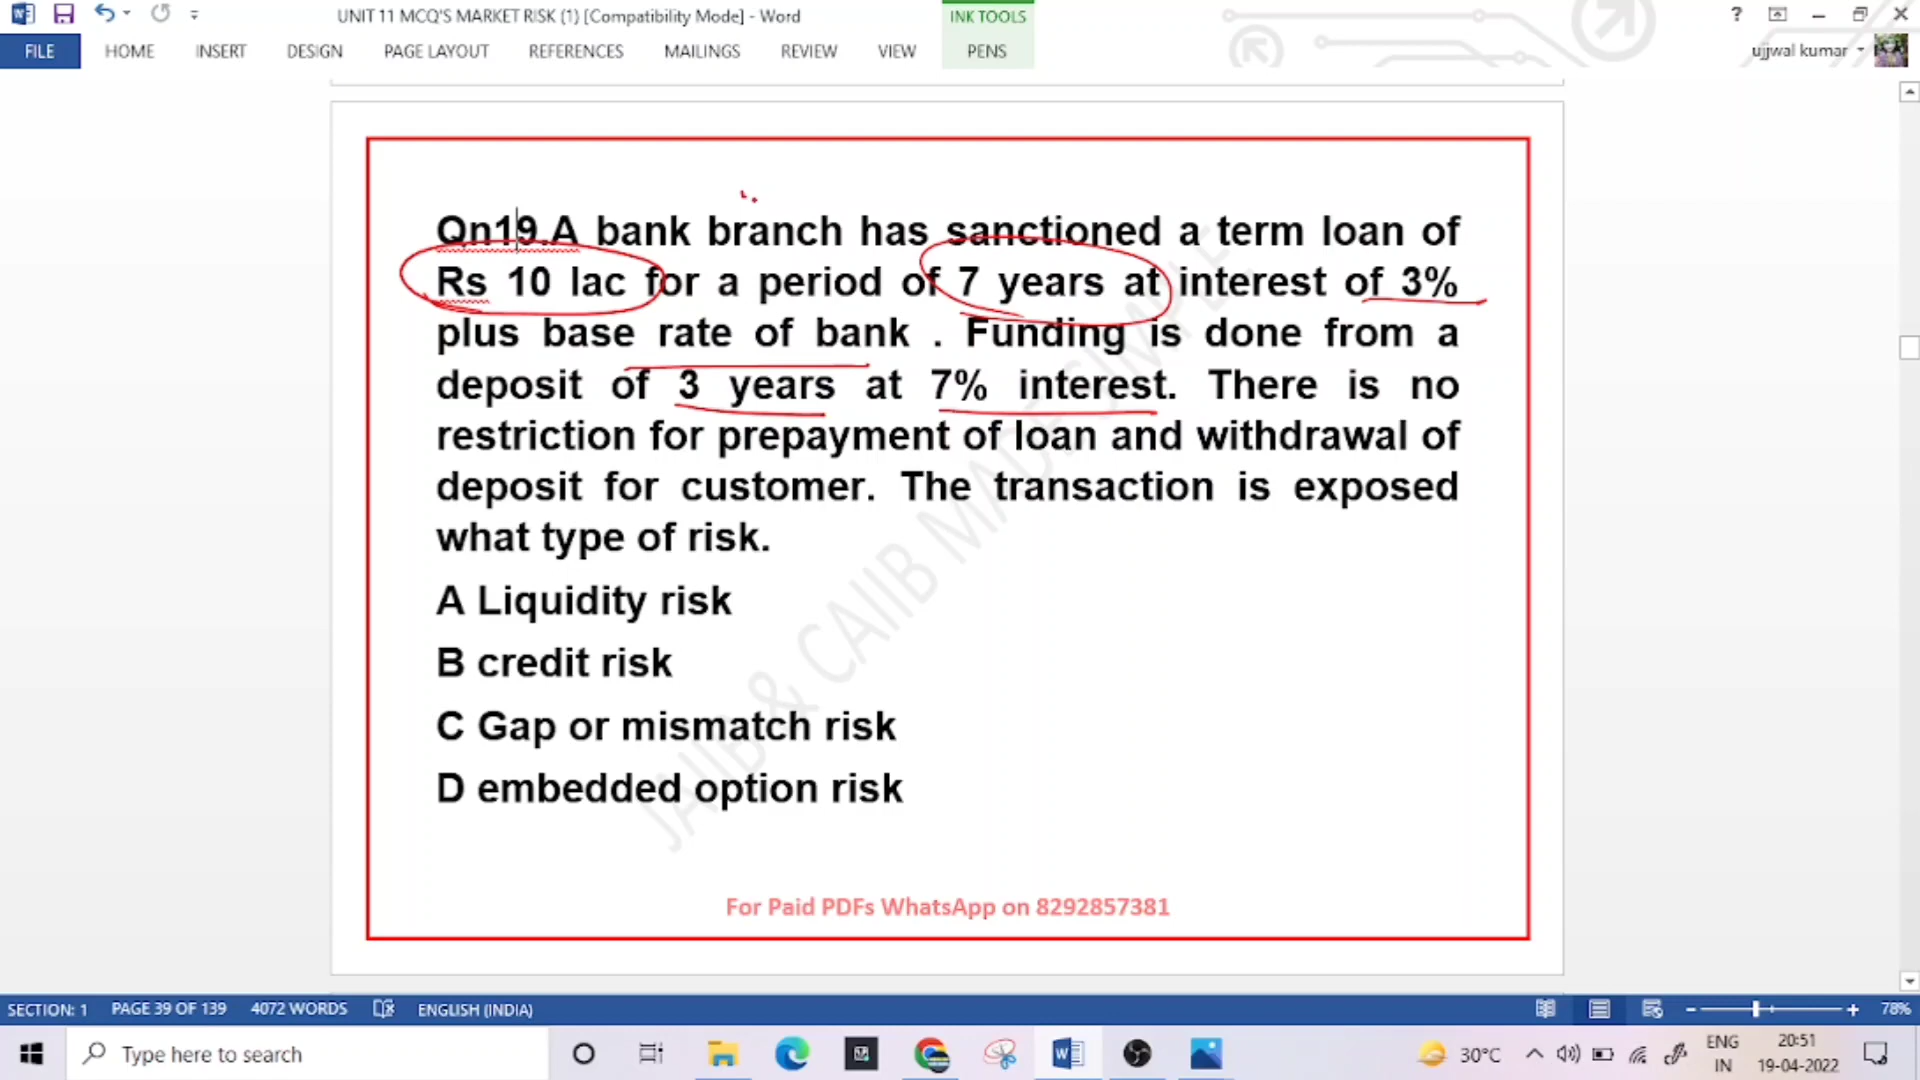 UNIT 11 MCQ'S MARKET RISK (1) [Compatibility Mode] - Word
INK TOOLS
?
FILE HOME INSERT DESIGN PAGE LAYOUT REFERENCES MAILINGS REVIEW VIEW PENS
ujjwal kumar
Qn19.A bank branch has sanctioned a term loan of
Rs 10 lac for a period of 7 years at interest of 3%
plus base rate of bank . Funding is done from a
deposit of 3 years at 7% interest. There is no
restriction for prepayment of loan and withdrawal of
deposit for customer. The transaction is exposed
what type of risk.
A Liquidity risk
B credit risk
C Gap or mismatch risk
D embedded option risk
JAIIB & CAIIB MADE SIMPLE
For Paid PDFs WhatsApp on 8292857381
SECTION: 1 PAGE 39 OF 139 4072 WORDS ENGLISH (INDIA) 78%
Type here to search
30°C
ENG
IN
20:51
19-04-2022